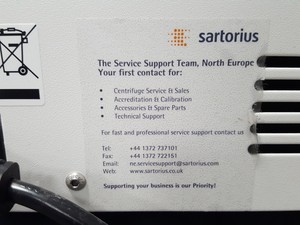 sartorius
The Service Support Team, North Europe
Your first contact for:
• Centrifuge Service & Sales
• Accreditation & Calibration
• Accessories & Spare Parts
• Technical Support
For fast and professional service support contact us
Tel: +44 1372 737101
Fax: +44 1372 722151
Email: ne.servicesupport@sartorius.com
Web: www.sartorius.co.uk
Supporting your business is our Priority!